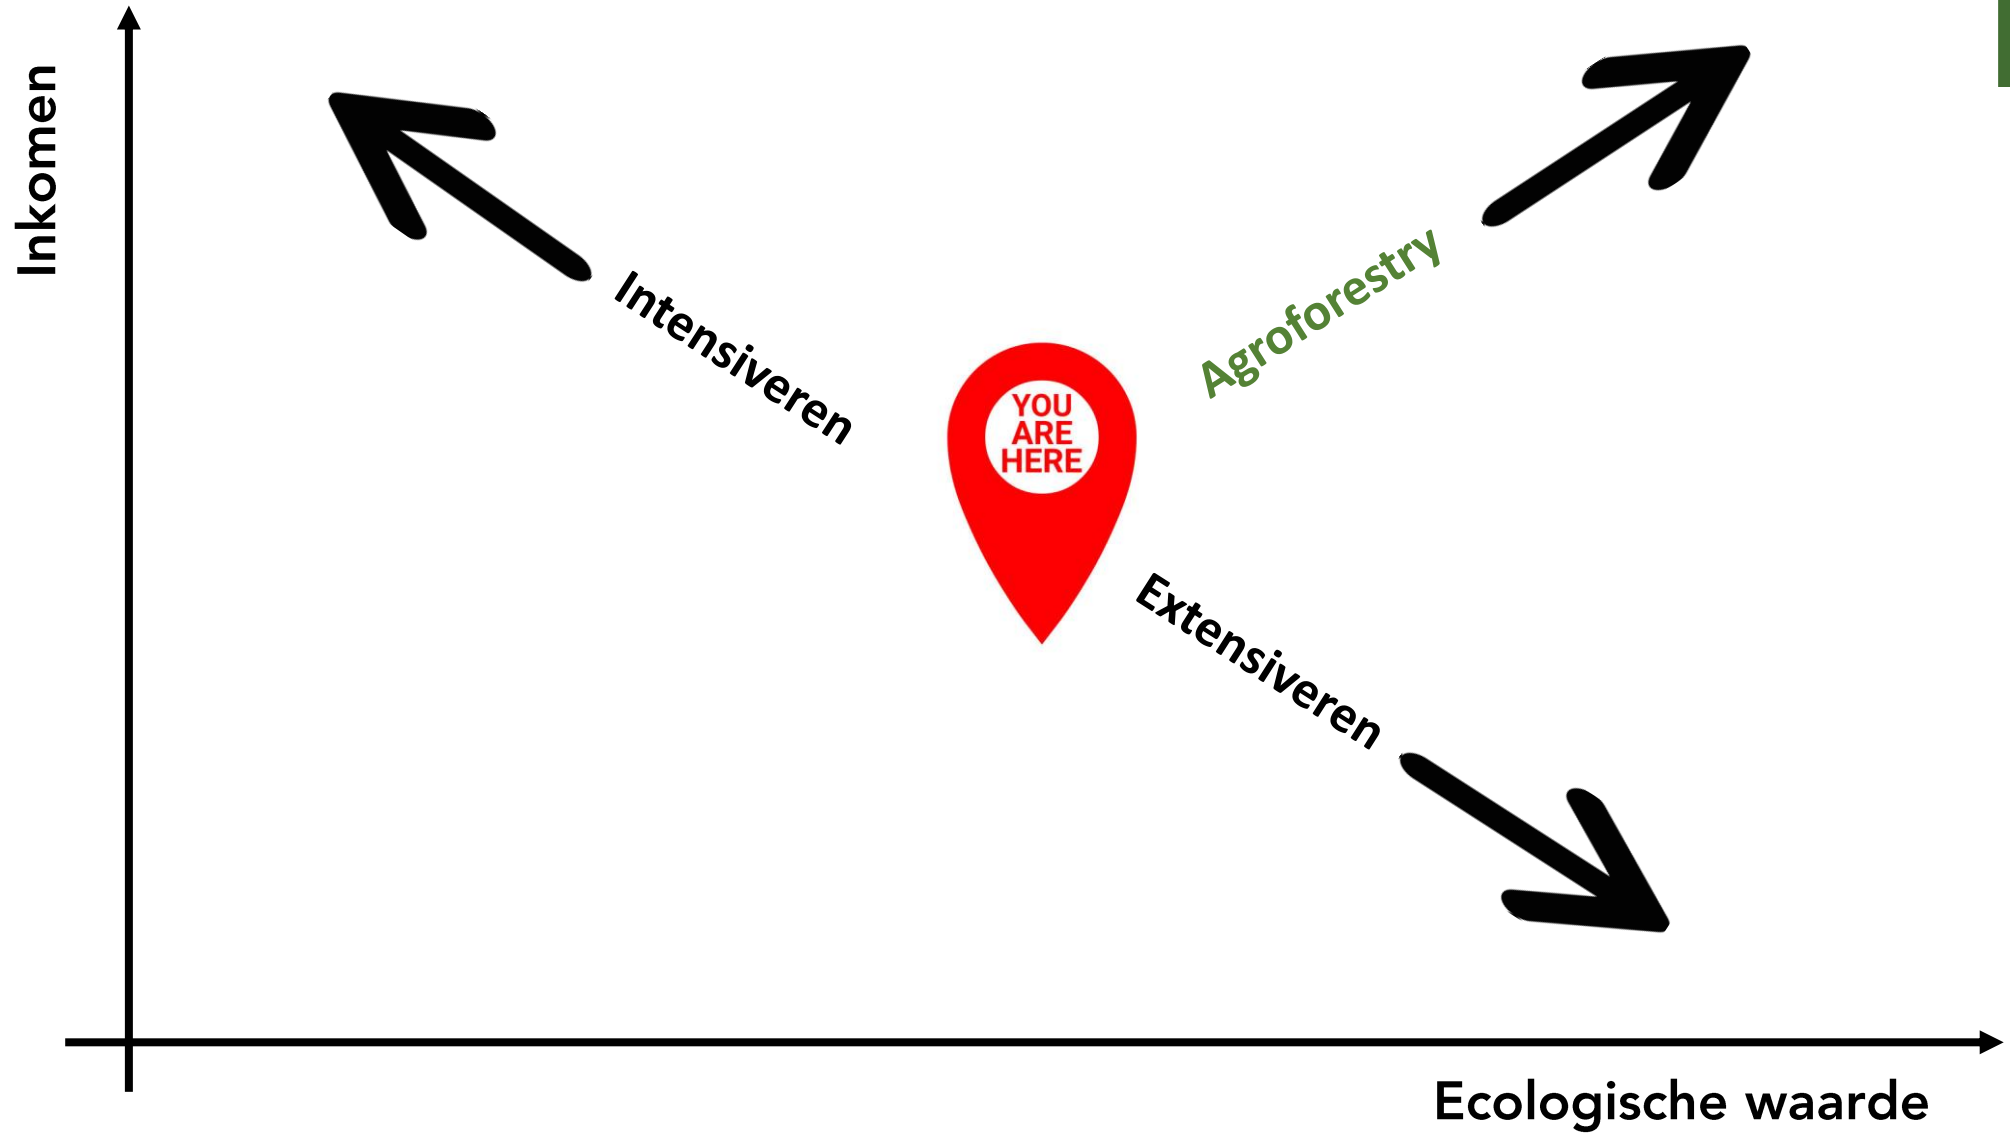 Inkomen
Intensiveren
Agroforestry
YOU
ARE
HERE
Extensiveren
Ecologische waarde